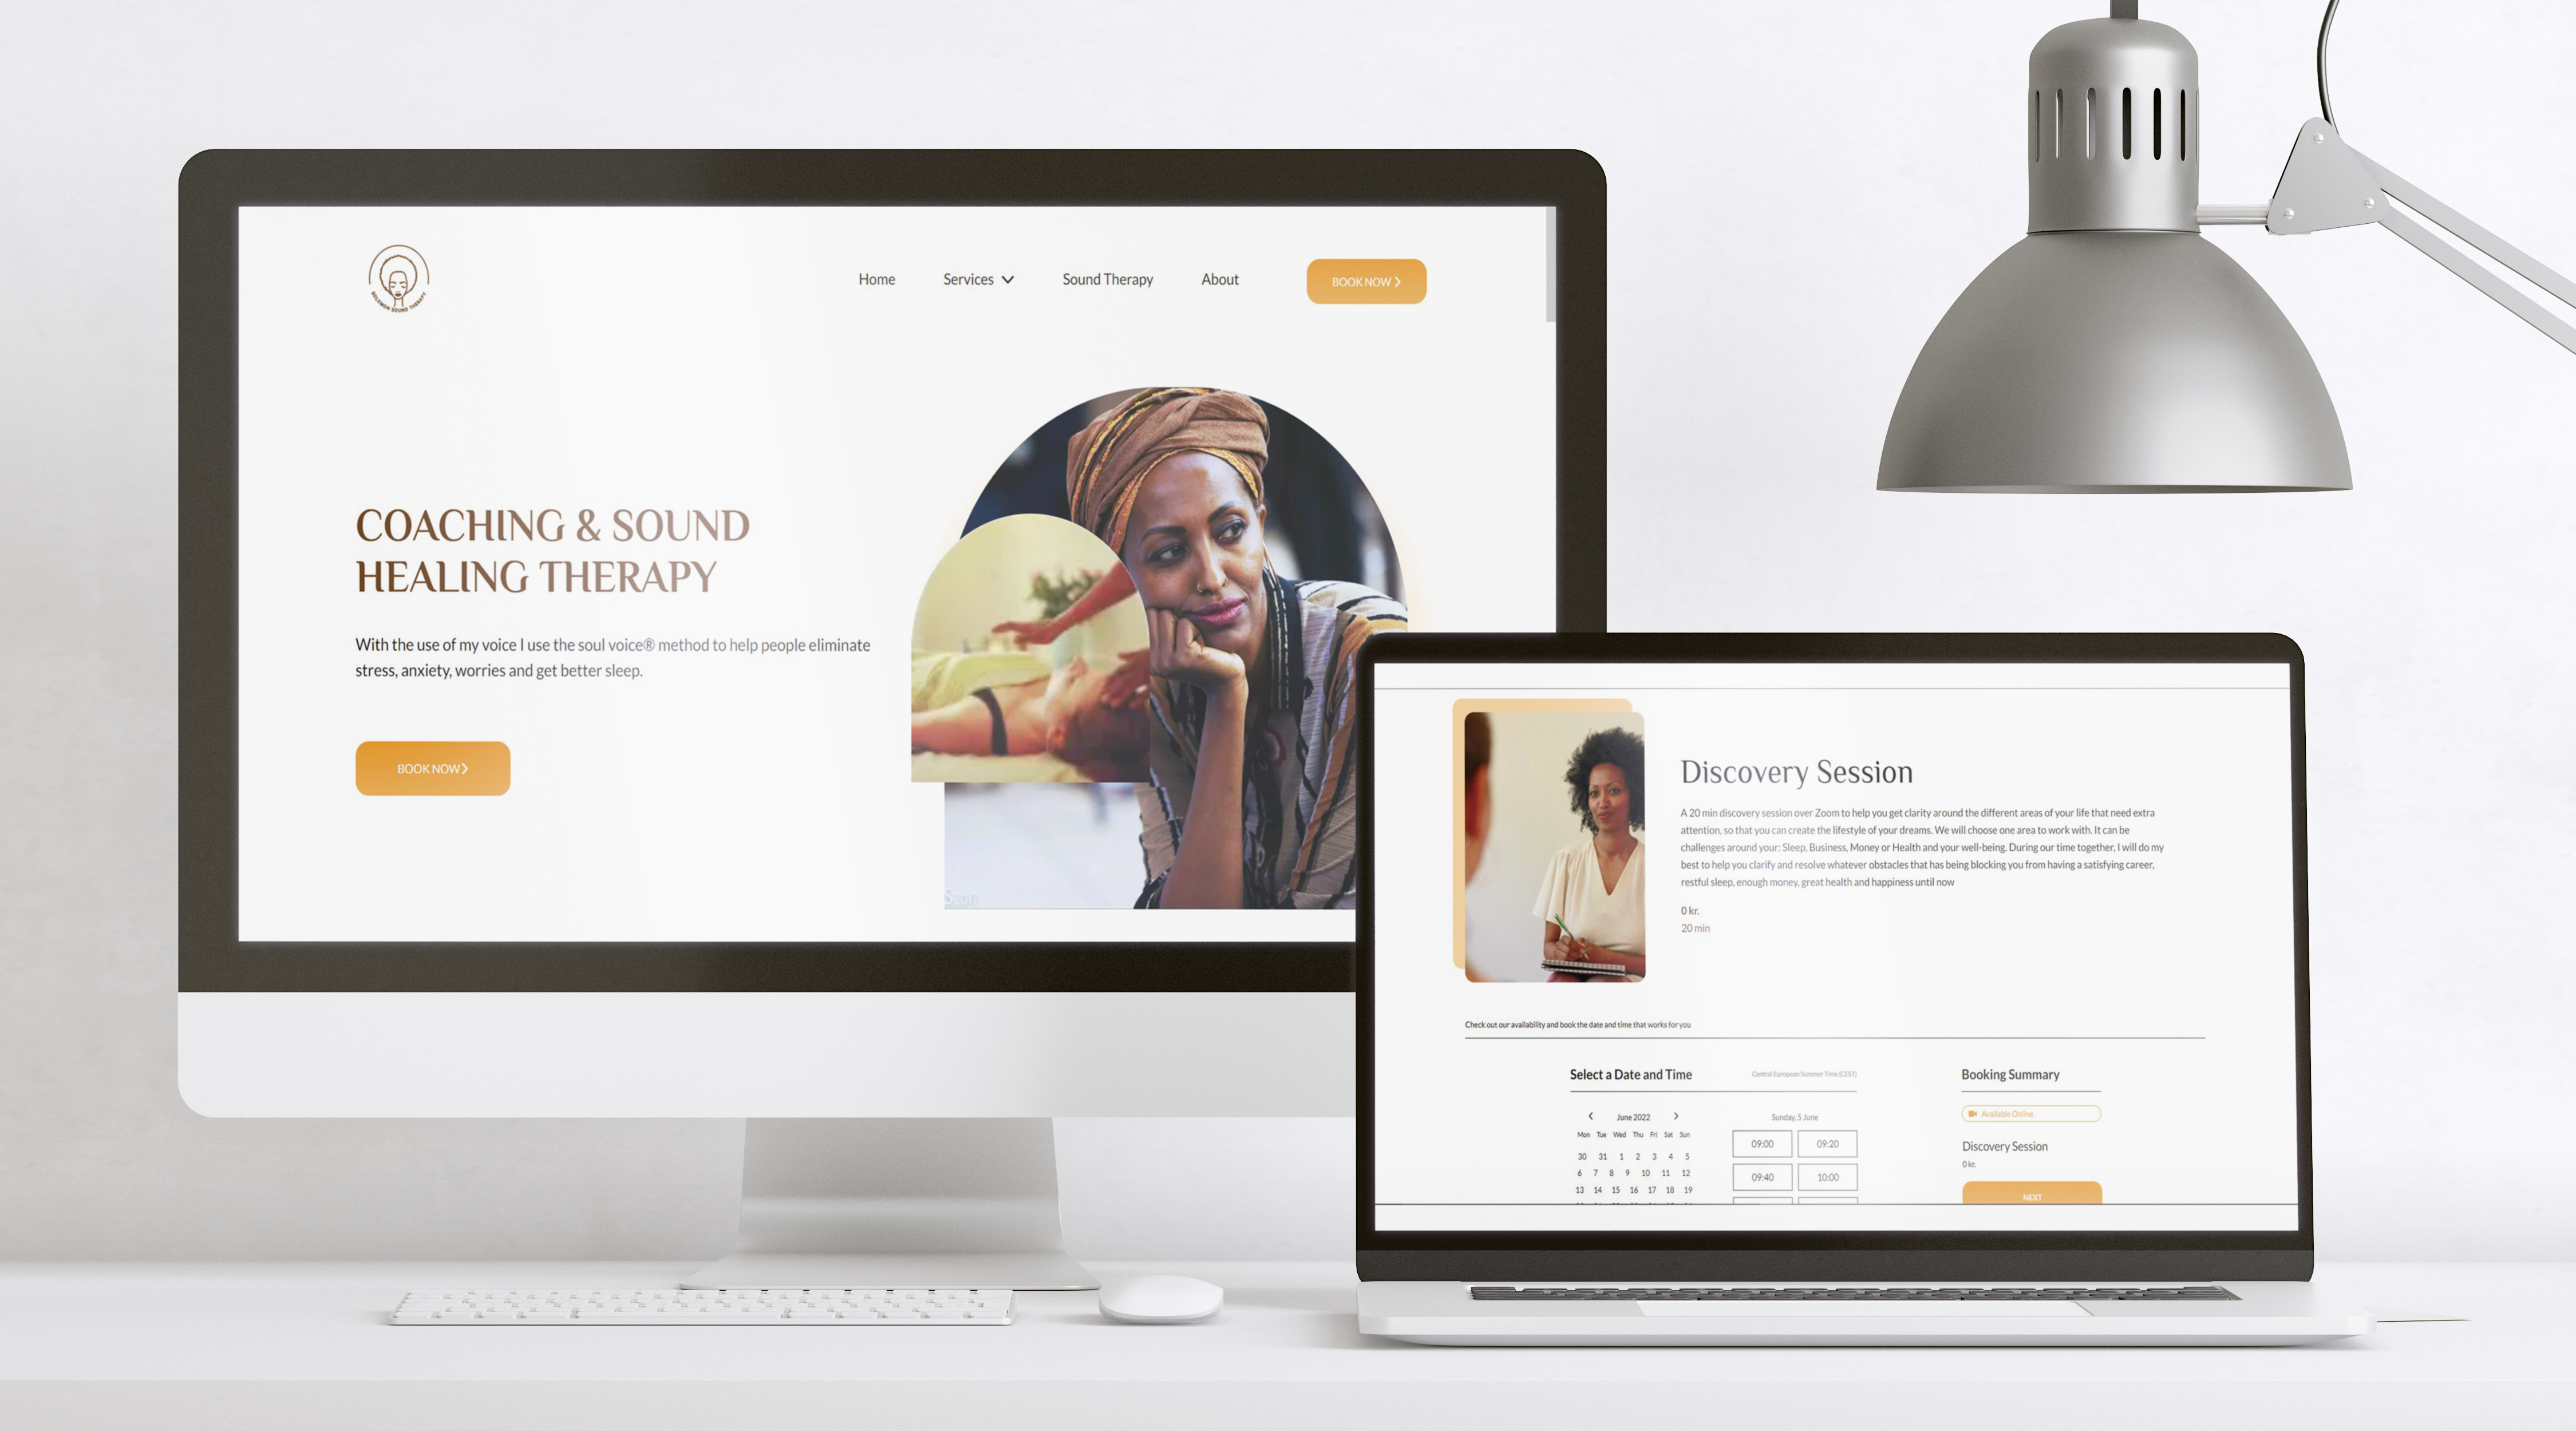 SOLOMON SOUND THERAPY
Home
Services
Sound Therapy
About
BOOK NOW >
COACHING & SOUND
HEALING THERAPY
With the use of my voice I use the soul voice® method to help people eliminate
stress, anxiety, worries and get better sleep.
BOOK NOW >
S2017
Discovery Session
A 20 min discovery session over Zoom to help you get clarity around the different areas of your life that need extra
attention, so that you can create the lifestyle of your dreams. We will choose one area to work with. It can be
challenges around your: Sleep, Business, Money or Health and your well-being. During our time together, I will do my
best to help you clarify and resolve whatever obstacles that has being blocking you from having a satisfying career,
restful sleep, enough money, great health and happiness until now
0 kr.
20 min
Check out our availability and book the date and time that works for you
Select a Date and Time
Central European Summer Time (CEST)
< June 2022 >
Mon Tue Wed Thu Fri Sat Sun
30 31 1 2 3 4 5
6 7 8 9 10 11 12
13 14 15 16 17 18 19
Sunday, 5 June
09:00 09:20
09:40 10:00
Booking Summary
Available Online
Discovery Session
0 kr.
NEXT